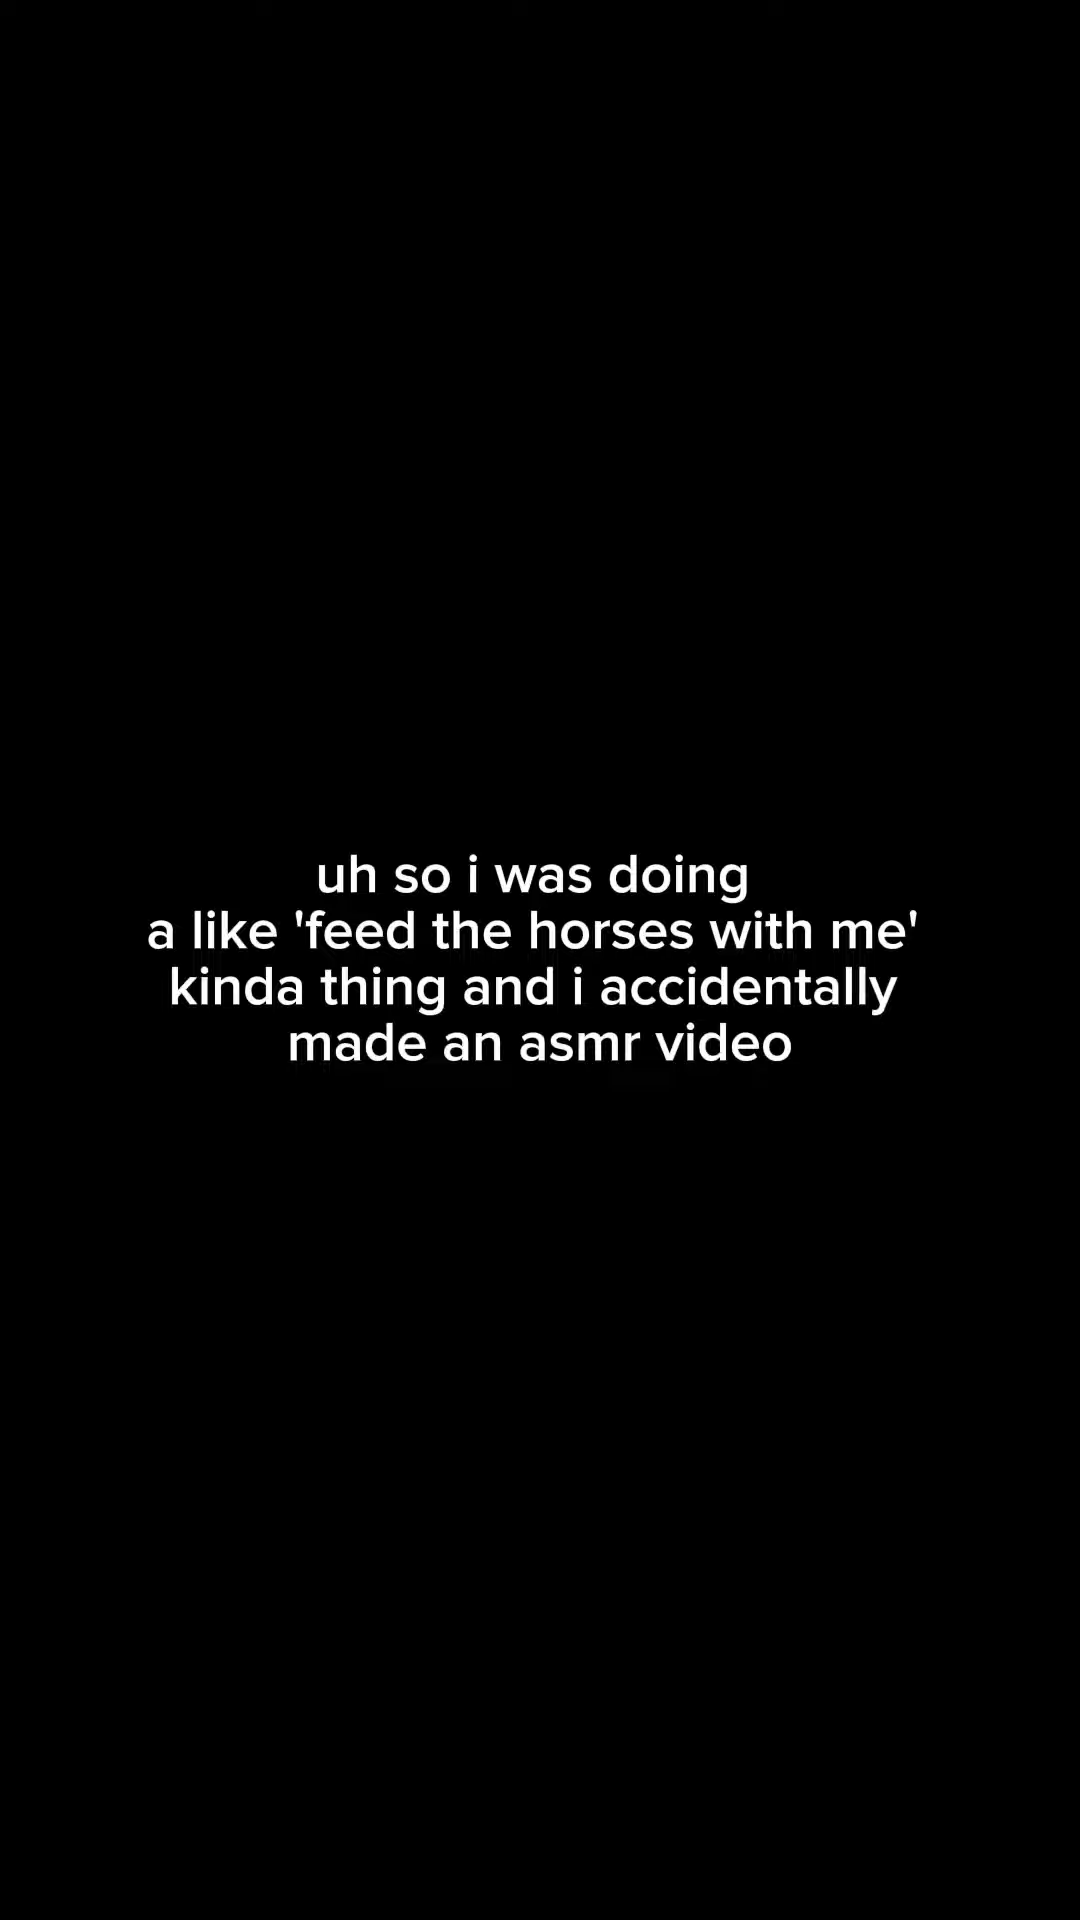 uh so i was doing
a like 'feed the horses with me'
kinda thing and i accidentally
made an asmr video